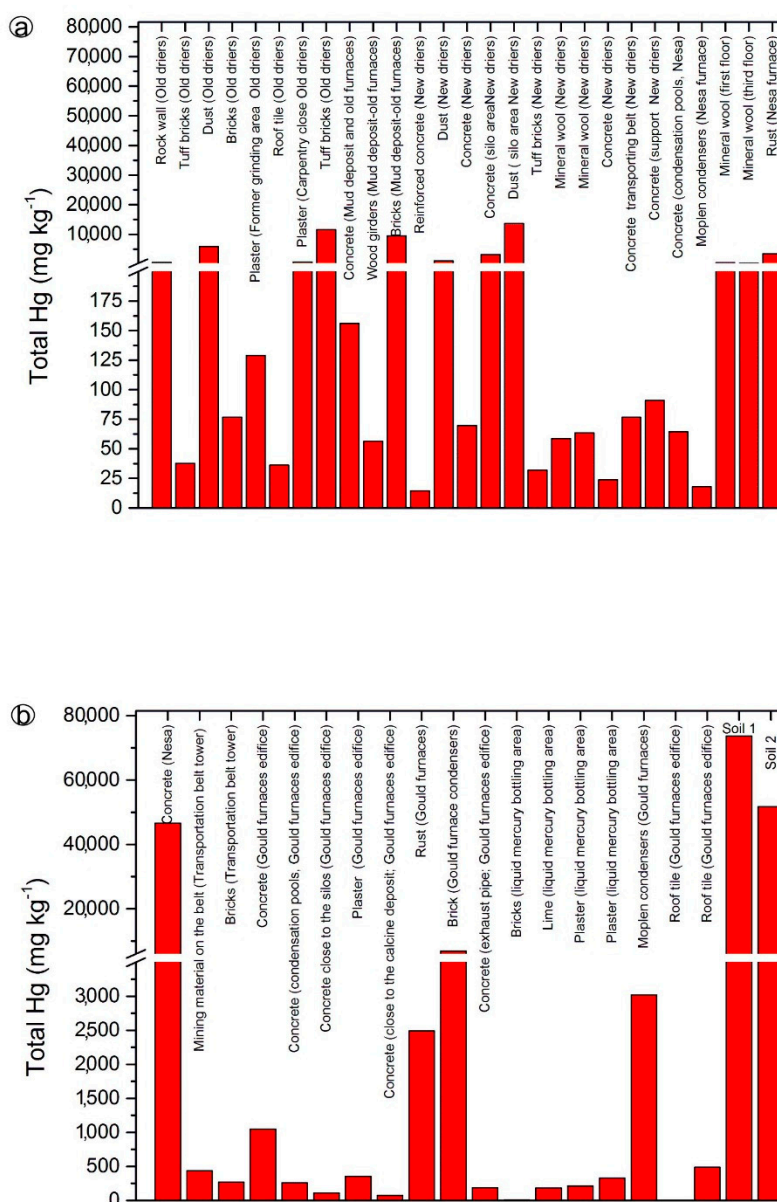 a
80,000
70,000
60,000
50,000
40,000
30,000
20,000
10,000
175
150
125
100
75
50
25
0
Total Hg (mg kg⁻¹)
Rock wall (Old driers)
Tuff bricks (Old driers)
Dust (Old driers)
Bricks (Old driers)
Plaster (Former grinding area Old driers)
Roof tile (Old driers)
Plaster (Carpentry close Old driers)
Tuff bricks (Old driers)
Concrete (Mud deposit and old furnaces)
Wood girders (Mud deposit-old furnaces)
Bricks (Mud deposit-old furnaces)
Reinforced concrete (New driers)
Dust (New driers)
Concrete (New driers)
Concrete (silo areaNew driers)
Dust ( silo area New driers)
Tuff bricks (New driers)
Mineral wool (New driers)
Mineral wool (New driers)
Concrete (New driers)
Concrete transporting belt (New driers)
Concrete (support New driers)
Concrete (condensation pools, Nesa)
Moplen condensers (Nesa furnace)
Mineral wool (first floor)
Mineral wool (third floor)
Rust (Nesa furnace)
b
80,000
60,000
40,000
20,000
3,000
2,500
2,000
1,500
1,000
500
0
Total Hg (mg kg⁻¹)
Concrete (Nesa)
Mining material on the belt (Transportation belt tower)
Bricks (Transportation belt tower)
Concrete (Gould furnaces edifice)
Concrete (condensation pools, Gould furnaces edifice)
Concrete close to the silos (Gould furnaces edifice)
Plaster (Gould furnaces edifice)
Concrete (close to the calcine deposit; Gould furnaces edifice)
Rust (Gould furnaces)
Brick (Gould furnace condensers)
Concrete (exhaust pipe; Gould furnaces edifice)
Bricks (liquid mercury bottling area)
Lime (liquid mercury bottling area)
Plaster (liquid mercury bottling area)
Plaster (liquid mercury bottling area)
Moplen condensers (Gould furnaces)
Roof tile (Gould furnaces edifice)
Roof tile (Gould furnaces edifice)
Soil 1
Soil 2